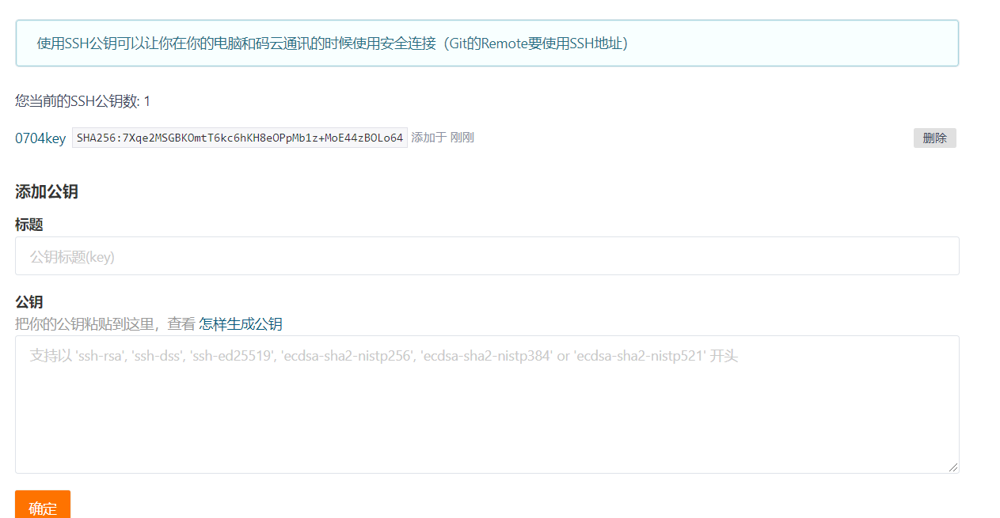 使用SSH公钥可以让你在你的电脑和码云通讯的时候使用安全连接（Git的Remote要使用SSH地址）
您当前的SSH公钥数: 1
0704key SHA256:7Xqe2MSGBKOmtT6kc6hKH8eOPpMb1z+MoE44zBOLo64 添加于 刚刚 删除
添加公钥
标题
公钥标题(key)
公钥
把你的公钥粘贴到这里，查看 怎样生成公钥
支持以 'ssh-rsa', 'ssh-dss', 'ssh-ed25519', 'ecdsa-sha2-nistp256', 'ecdsa-sha2-nistp384' or 'ecdsa-sha2-nistp521' 开头
确定